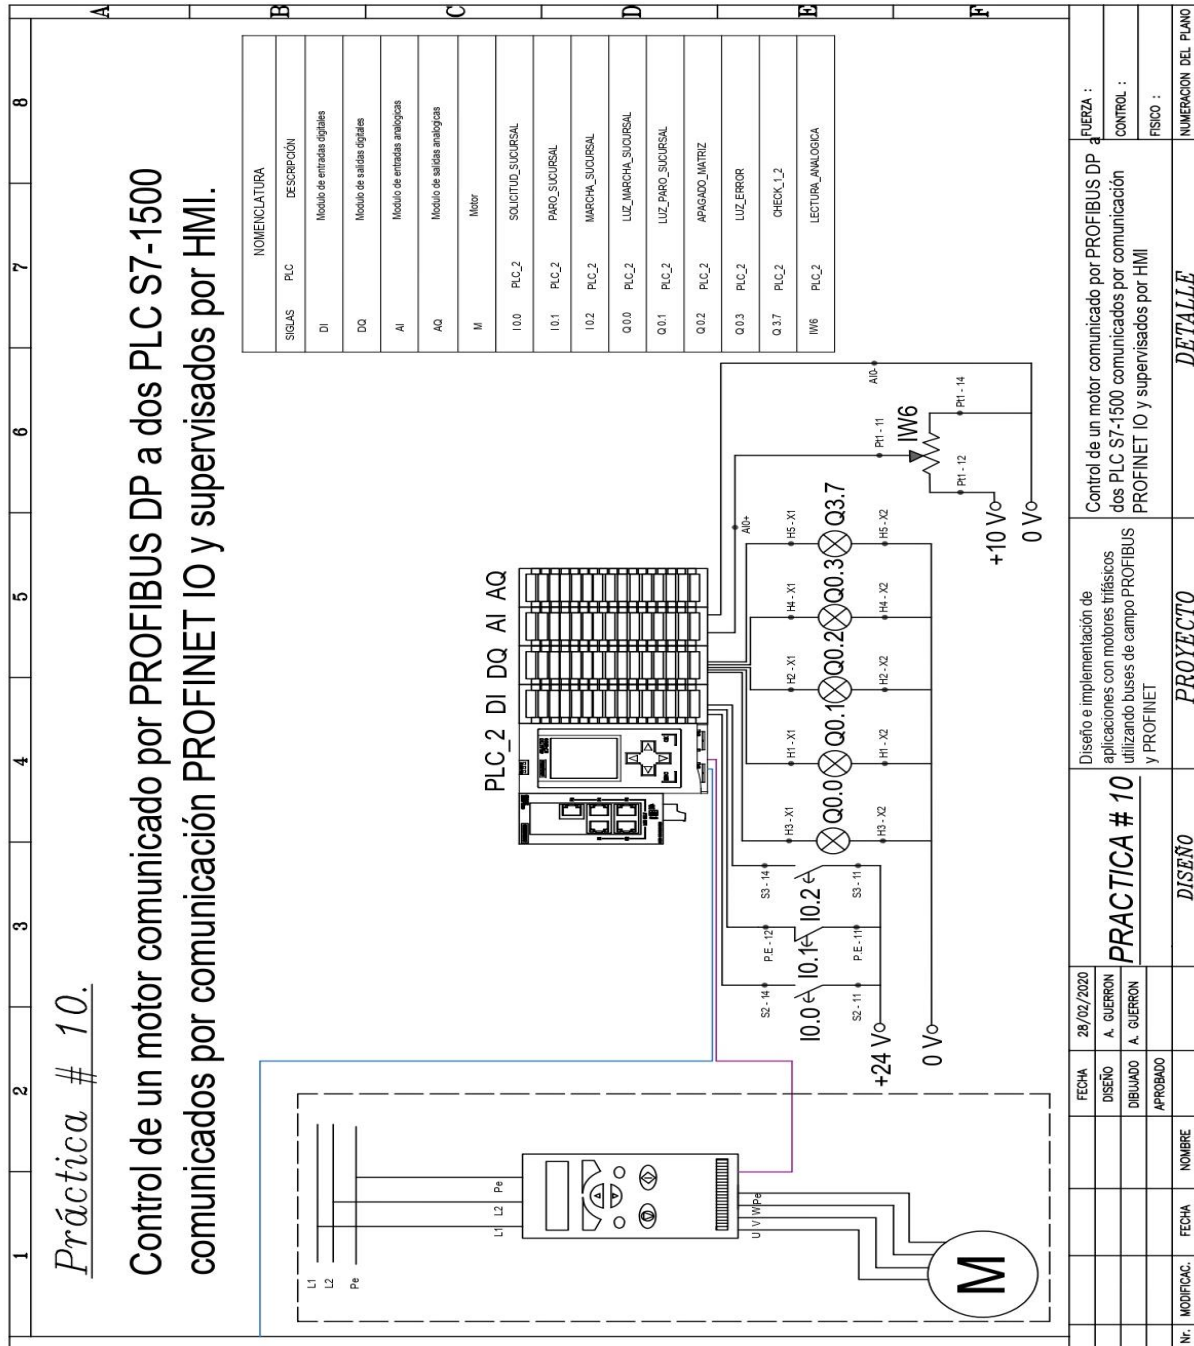 1 2 3 4 5 6 7 8
A
B
C
D
E
F
Práctica # 10.
Control de un motor comunicado por PROFIBUS DP a dos PLC S7-1500
comunicados por comunicación PROFINET IO y supervisados por HMI.
NOMENCLATURA
SIGLAS PLC DESCRIPCIÓN
DI Modulo de entradas digitales
DQ Modulo de salidas digitales
AI Modulo de entradas analogicas
AQ Modulo de salidas analogicas
M Motor
I 0.0 PLC_2 SOLICITUD_SUCURSAL
I 0.1 PLC_2 PARO_SUCURSAL
I 0.2 PLC_2 MARCHA_SUCURSAL
Q 0.0 PLC_2 LUZ_MARCHA_SUCURSAL
Q 0.1 PLC_2 LUZ_PARO_SUCURSAL
Q 0.2 PLC_2 APAGADO_MATRIZ
Q 0.3 PLC_2 LUZ_ERROR
Q 3.7 PLC_2 CHECK_1_2
IW6 PLC_2 LECTURA_ANALOGICA
L1
L2
Pe
L1 L2 Pe
U V W Pe
M
PLC_2 DI DQ AI AQ
S2 - 14 P.E - 12 S3 - 14 H3 - X1 H1 - X1 H2 - X1 H4 - X1 H5 - X1
I0.0 I0.1 I0.2 Q0.0 Q0.1 Q0.2 Q0.3 Q3.7
S2 - 11 P.E - 11 S3 - 11 H3 - X2 H1 - X2 H2 - X2 H4 - X2 H5 - X2
+24 V
0 V
AI0+
AI0-
Pt1 - 11
IW6
Pt1 - 12 Pt1 - 14
+10 V
0 V
FECHA 28/02/2020
DISEÑO A. GUERRON
DIBUJADO A. GUERRON
APROBADO
Nr. MODIFICAC. FECHA NOMBRE
PRACTICA # 10
DISEÑO
Diseño e implementación de
aplicaciones con motores trifásicos
utilizando buses de campo PROFIBUS
y PROFINET
PROYECTO
Control de un motor comunicado por PROFIBUS DP a
dos PLC S7-1500 comunicados por comunicación
PROFINET IO y supervisados por HMI
DETALLE
FUERZA :
CONTROL :
FISICO :
NUMERACION DEL PLANO